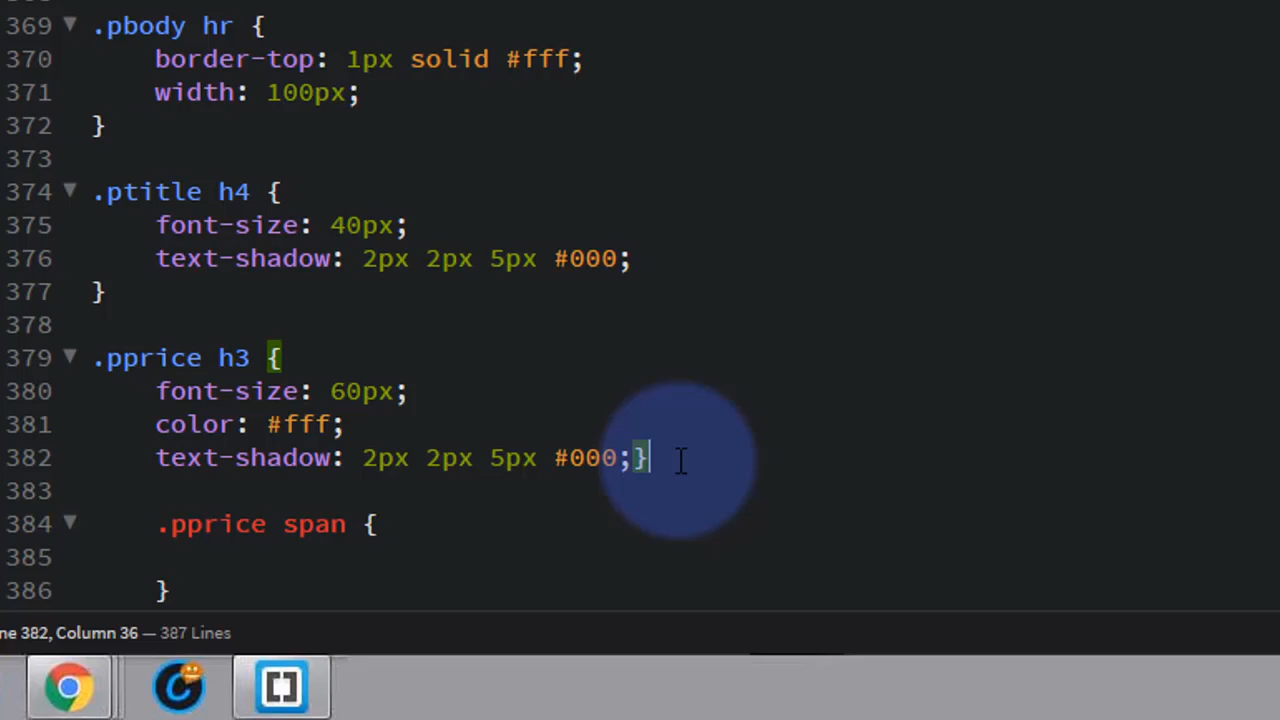 369 .pbody hr {
370 border-top: 1px solid #fff;
371 width: 100px;
372 }
373
374 .ptitle h4 {
375 font-size: 40px;
376 text-shadow: 2px 2px 5px #000;
377 }
378
379 .pprice h3 {
380 font-size: 60px;
381 color: #fff;
382 text-shadow: 2px 2px 5px #000;}
383
384 .pprice span {
385
386 }
ne 382, Column 36 — 387 Lines